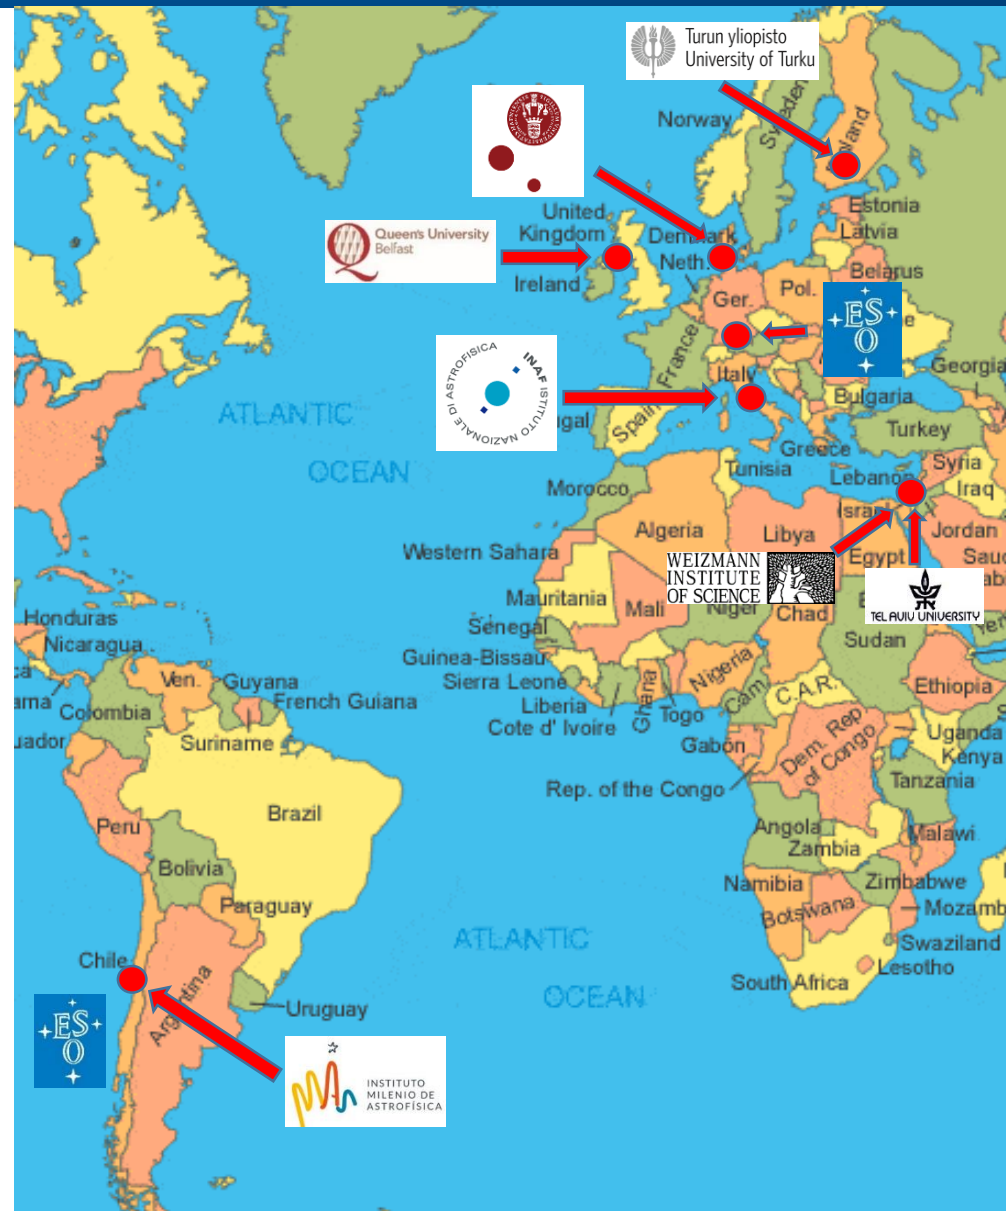 Turun yliopisto
University of Turku
Norway
Sweden
Finland
Estonia
Latvia
Belarus
United
Kingdom
Denmark
Neth.
Ireland
Queen's University
Belfast
Ger.
Pol.
ES
O
e
Georgia
France
Italy
Bulgaria
INAF ISTITUTO NAZIONALE DI ASTROFISICA
ATLANTIC
OCEAN
ugal
Spain
Greece
Turkey
Tunisia
Lebanon
Syria
Iraq
Israel
Jordan
Morocco
Algeria
Libya
Egypt
Western Sahara
WEIZMANN
INSTITUTE
OF SCIENCE
TEL AVIV UNIVERSITY
Mauritania
Mali
Niger
Chad
Sudan
Honduras
Nicaragua
Senegal
Guinea-Bissau
Sierra Leone
Liberia
Cote d' Ivoire
Ghana
Togo
Nigeria
Cam
C.A.R.
Ethiopia
Ven.
Guyana
French Guiana
Colombia
Suriname
uador
Gabon
Dem. Rep
of Congo
Uganda
Kenya
Rep. of the Congo
Tanzania
Peru
Brazil
Angola
Zambia
Malawi
Bolivia
Namibia
Zimbabwe
Paraguay
Botswana
Mozamb
ATLANTIC
OCEAN
Swaziland
Lesotho
South Africa
Chile
Argentina
Uruguay
ES
O
INSTITUTO
MILENIO DE
ASTROFÍSICA